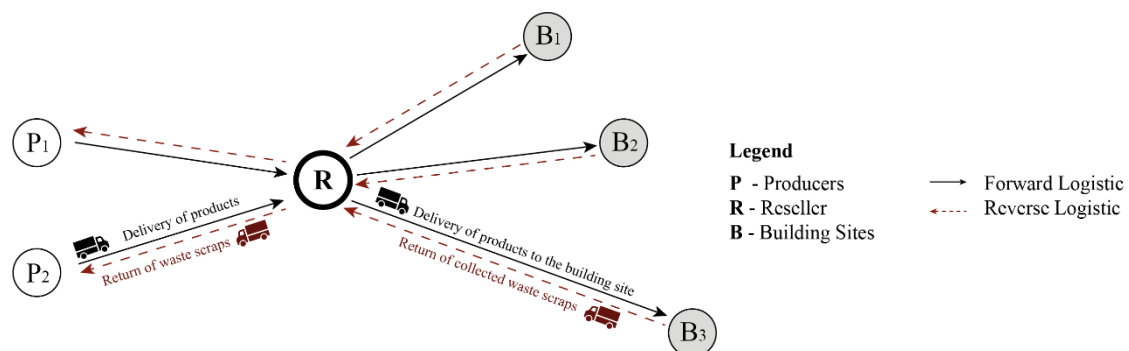 B1
P1
B2
R
Delivery of products
Return of waste scraps
P2
Delivery of products to the building site
Return of collected waste scraps
B3
Legend
P - Producers
R - Reseller
B - Building Sites
Forward Logistic
Reverse Logistic